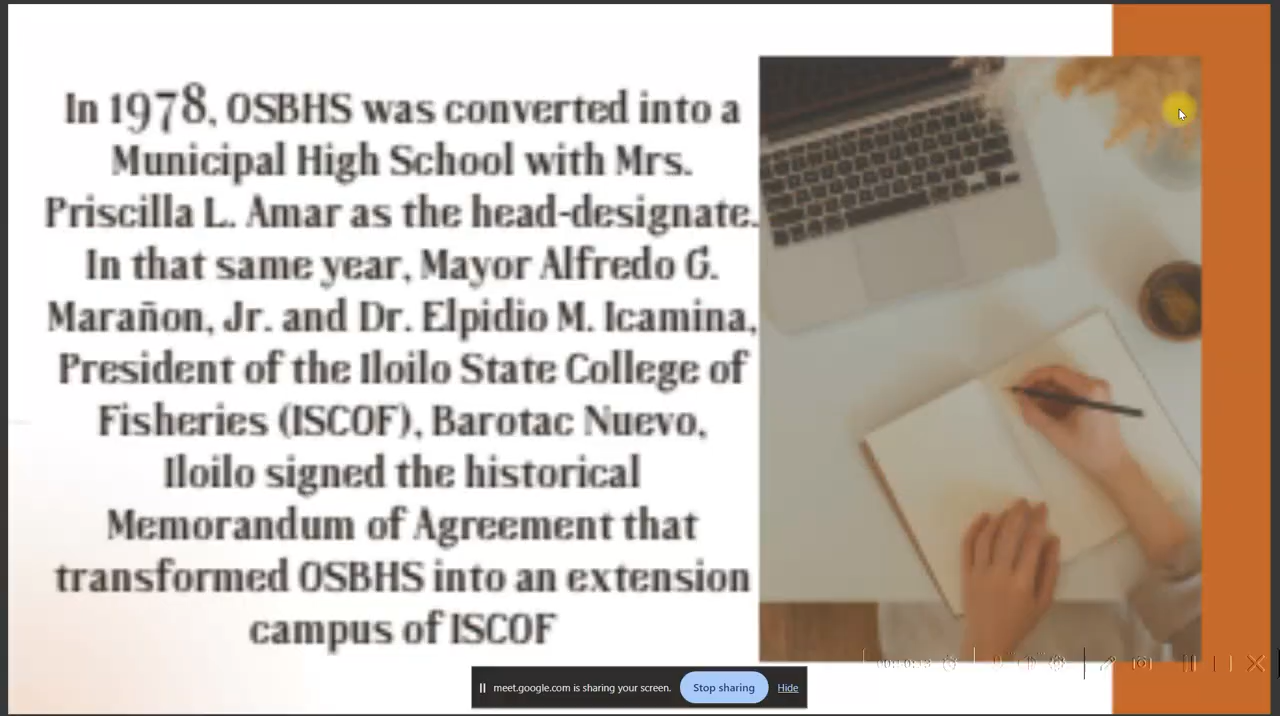 In 1978, OSBHS was converted into a
Municipal High School with Mrs.
Priscilla L. Amar as the head-designate.
In that same year, Mayor Alfredo G.
Marañon, Jr. and Dr. Elpidio M. Icamina,
President of the Iloilo State College of
Fisheries (ISCOF), Barotac Nuevo,
Iloilo signed the historical
Memorandum of Agreement that
transformed OSBHS into an extension
campus of ISCOF
meet.google.com is sharing your screen. Stop sharing Hide